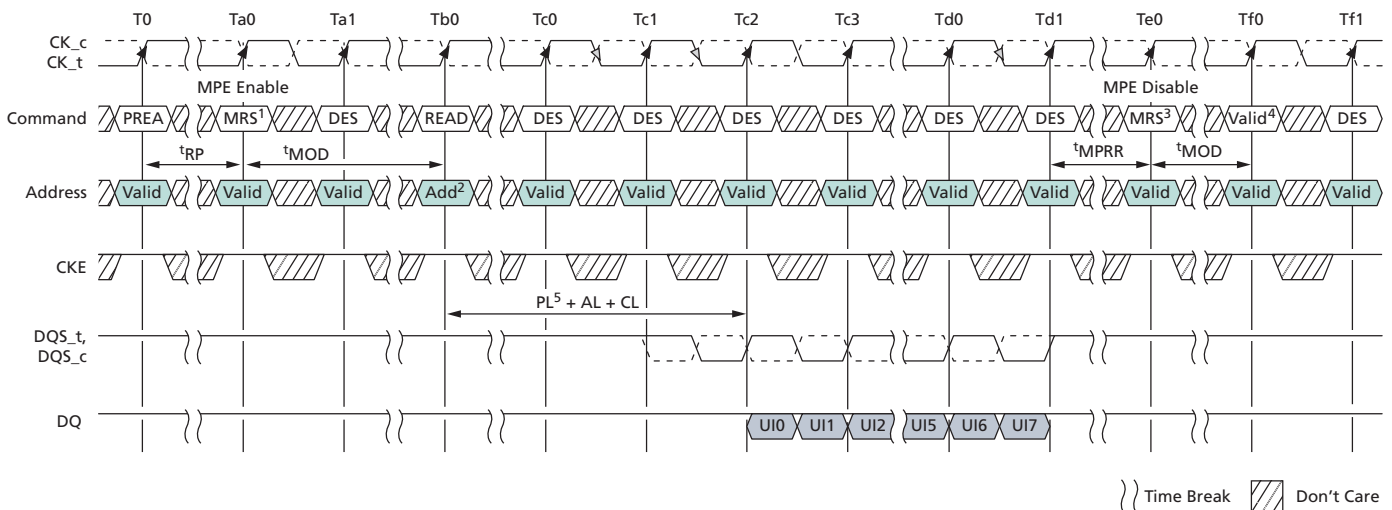 T0 Ta0 Ta1 Tb0 Tc0 Tc1 Tc2 Tc3 Td0 Td1 Te0 Tf0 Tf1
CK_c
CK_t
MPE Enable MPE Disable
Command PREA MRS¹ DES READ DES DES DES DES DES DES MRS³ Valid⁴ DES
tRP tMOD tMPRR tMOD
Address Valid Valid Valid Add² Valid Valid Valid Valid Valid Valid Valid Valid Valid
CKE
PL⁵ + AL + CL
DQS_t,
DQS_c
DQ UI0 UI1 UI2 UI5 UI6 UI7
Time Break Don't Care